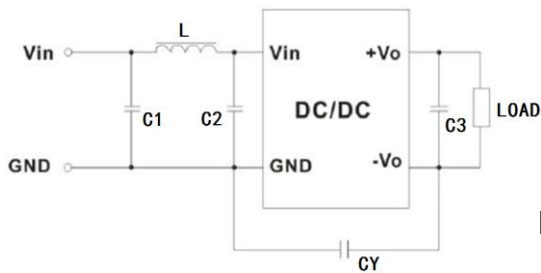 L
Vin
Vin
+Vo
C1
C2
DC/DC
C3
LOAD
GND
GND
-Vo
CY